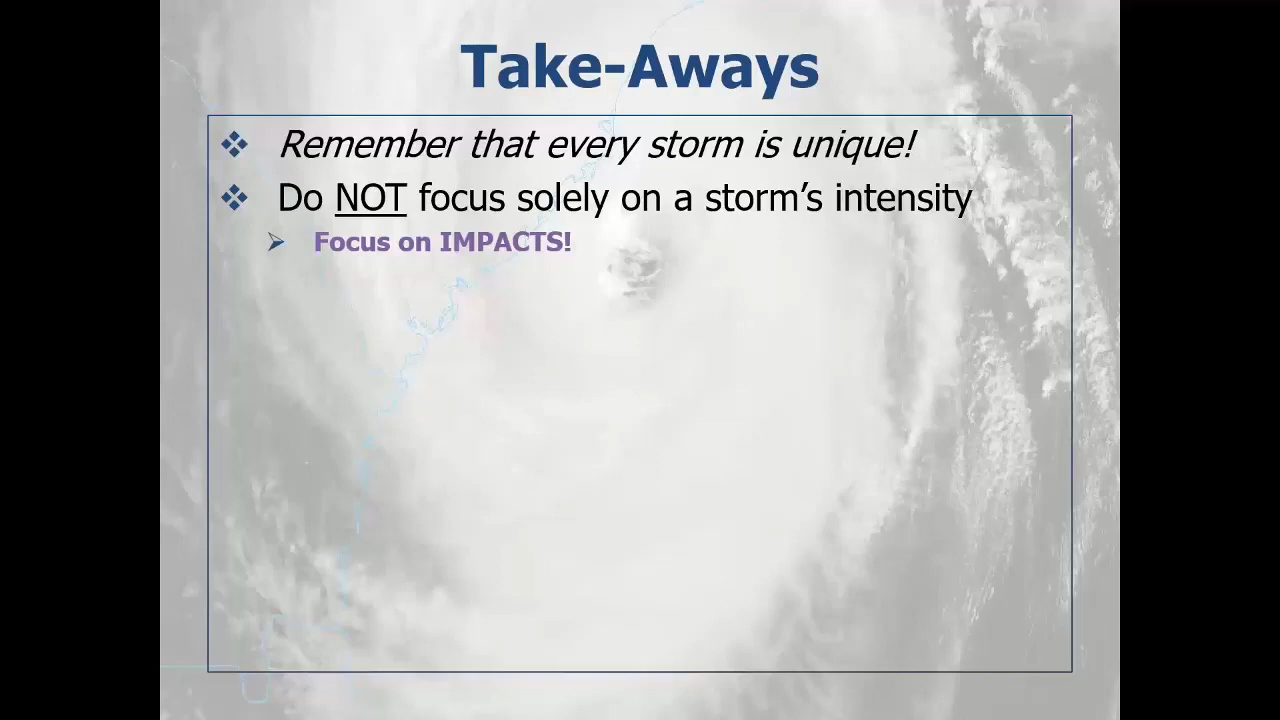 Take-Aways
Remember that every storm is unique!
Do NOT focus solely on a storm’s intensity
Focus on IMPACTS!